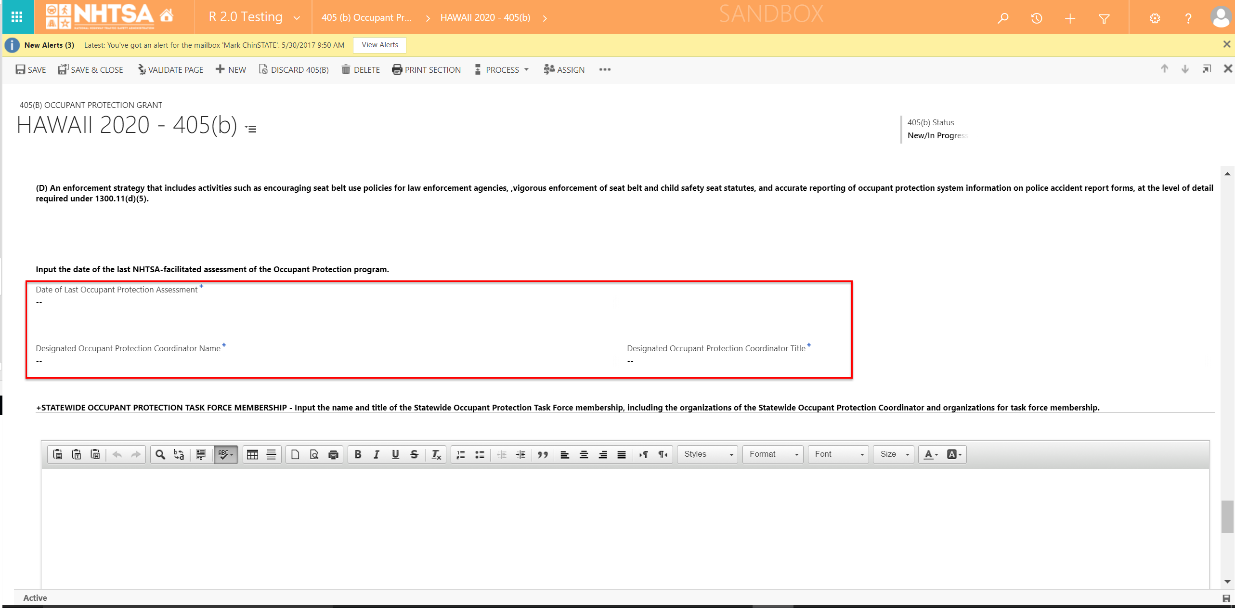 NHTSA R 2.0 Testing 405 (b) Occupant Pr... HAWAII 2020 - 405(b) SANDBOX ?
New Alerts (3) Latest: You've got an alert for the mailbox 'Mark ChinSTATE'. 5/30/2017 9:50 AM View Alerts
SAVE SAVE & CLOSE VALIDATE PAGE NEW DISCARD 405(B) DELETE PRINT SECTION PROCESS ASSIGN •••
405(B) OCCUPANT PROTECTION GRANT
HAWAII 2020 - 405(b)
405(b) Status
New/In Progress
(D) An enforcement strategy that includes activities such as encouraging seat belt use policies for law enforcement agencies, ,vigorous enforcement of seat belt and child safety seat statutes, and accurate reporting of occupant protection system information on police accident report forms, at the level of detail
required under 1300.11(d)(5).
Input the date of the last NHTSA-facilitated assessment of the Occupant Protection program.
Date of Last Occupant Protection Assessment *
--
Designated Occupant Protection Coordinator Name * Designated Occupant Protection Coordinator Title *
-- --
+STATEWIDE OCCUPANT PROTECTION TASK FORCE MEMBERSHIP - Input the name and title of the Statewide Occupant Protection Task Force membership, including the organizations of the Statewide Occupant Protection Coordinator and organizations for task force membership.
B I U S Ix Styles Format Font Size A A
Active